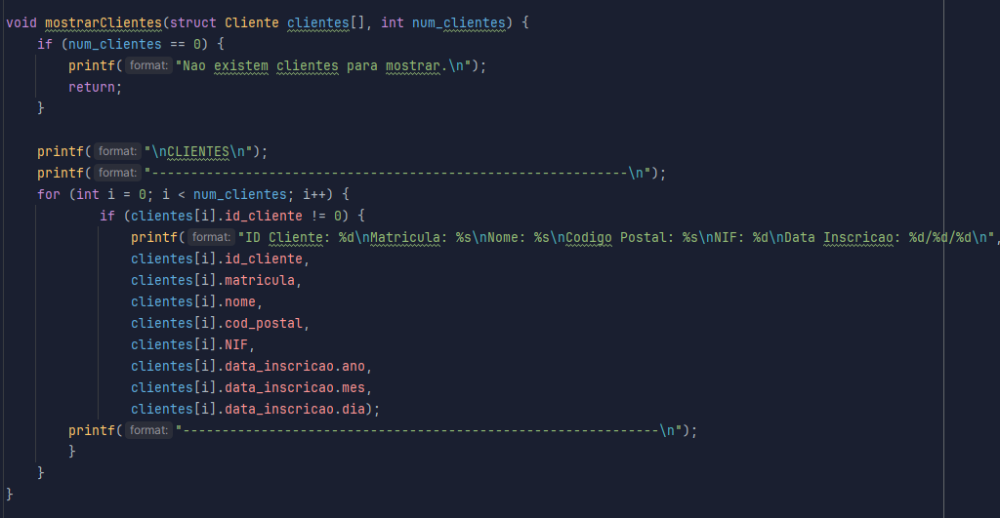 void mostrarClientes(struct Cliente clientes[], int num_clientes) {
    if (num_clientes == 0) {
        printf( format: "Nao existem clientes para mostrar.\n");
        return;
    }

    printf( format: "\nCLIENTES\n");
    printf( format: "-------------------------------------------------------------\n");
    for (int i = 0; i < num_clientes; i++) {
            if (clientes[i].id_cliente != 0) {
                printf( format: "ID Cliente: %d\nMatricula: %s\nNome: %s\nCodigo Postal: %s\nNIF: %d\nData Inscricao: %d/%d/%d\n",
                clientes[i].id_cliente,
                clientes[i].matricula,
                clientes[i].nome,
                clientes[i].cod_postal,
                clientes[i].NIF,
                clientes[i].data_inscricao.ano,
                clientes[i].data_inscricao.mes,
                clientes[i].data_inscricao.dia);
        printf( format: "-------------------------------------------------------------\n");
        }
    }
}